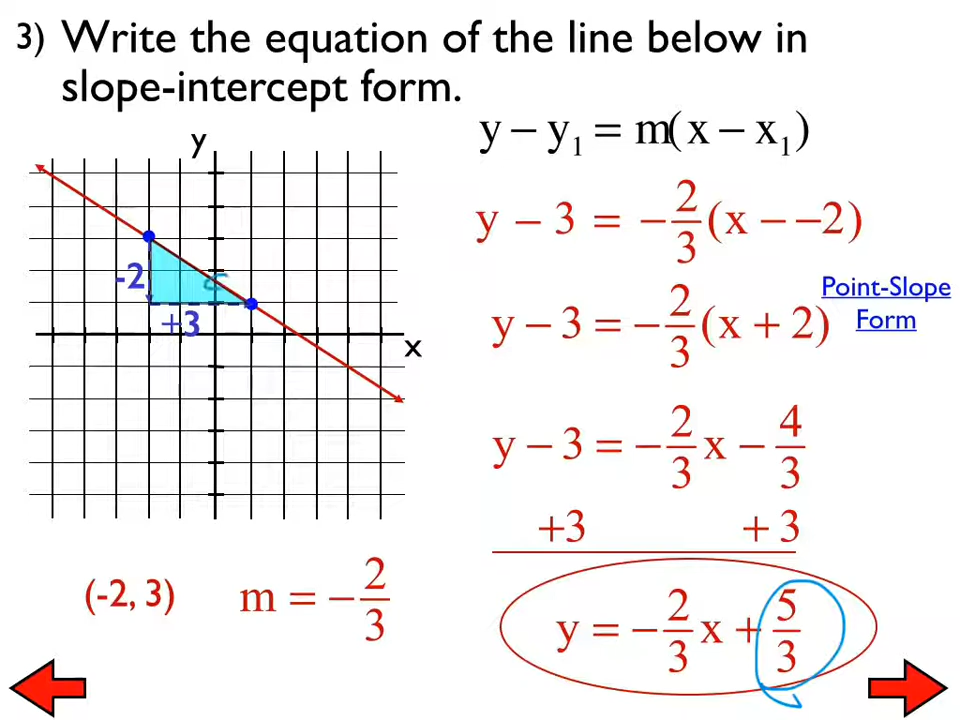 3) Write the equation of the line below in
slope-intercept form.
y
y − y₁ = m(x − x₁)
y − 3 = −2/3(x − −2)
-2
Point-Slope
Form
+3
y − 3 = −2/3(x + 2)
x
y − 3 = −2/3x − 4/3
+3 + 3
(-2, 3) m = −2/3
y = −2/3x + 5/3